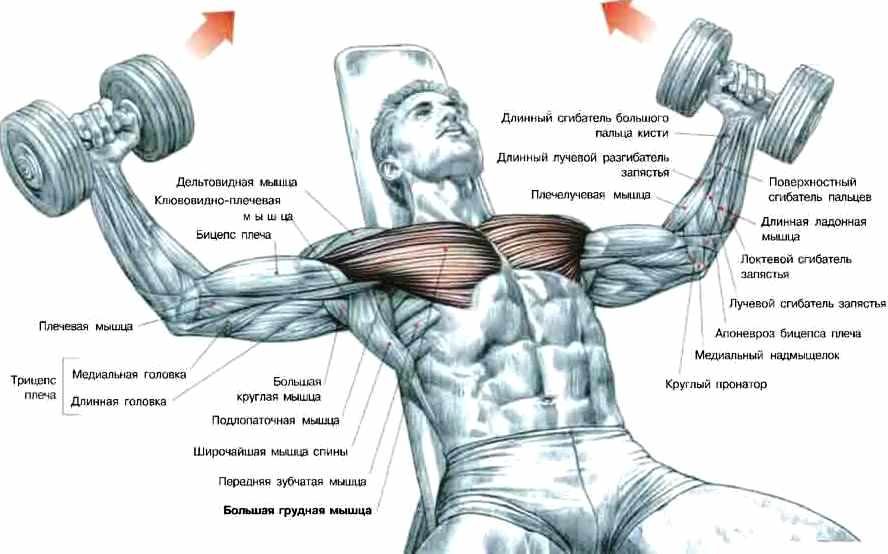 Дельтовидная мышца
Клювовидно-плечевая
мышца
Бицепс плеча
Плечевая мышца
Трицепс
плеча
Медиальная головка
Длинная головка
Большая
круглая мышца
Подлопаточная мышца
Широчайшая мышца спины
Передняя зубчатая мышца
Большая грудная мышца
Длинный сгибатель большого
пальца кисти
Длинный лучевой разгибатель
запястья
Плечелучевая мышца
Поверхностный
сгибатель пальцев
Длинная ладонная
мышца
Локтевой сгибатель
запястья
Лучевой сгибатель запястья
Апоневроз бицепса плеча
Медиальный надмыщелок
Круглый пронатор